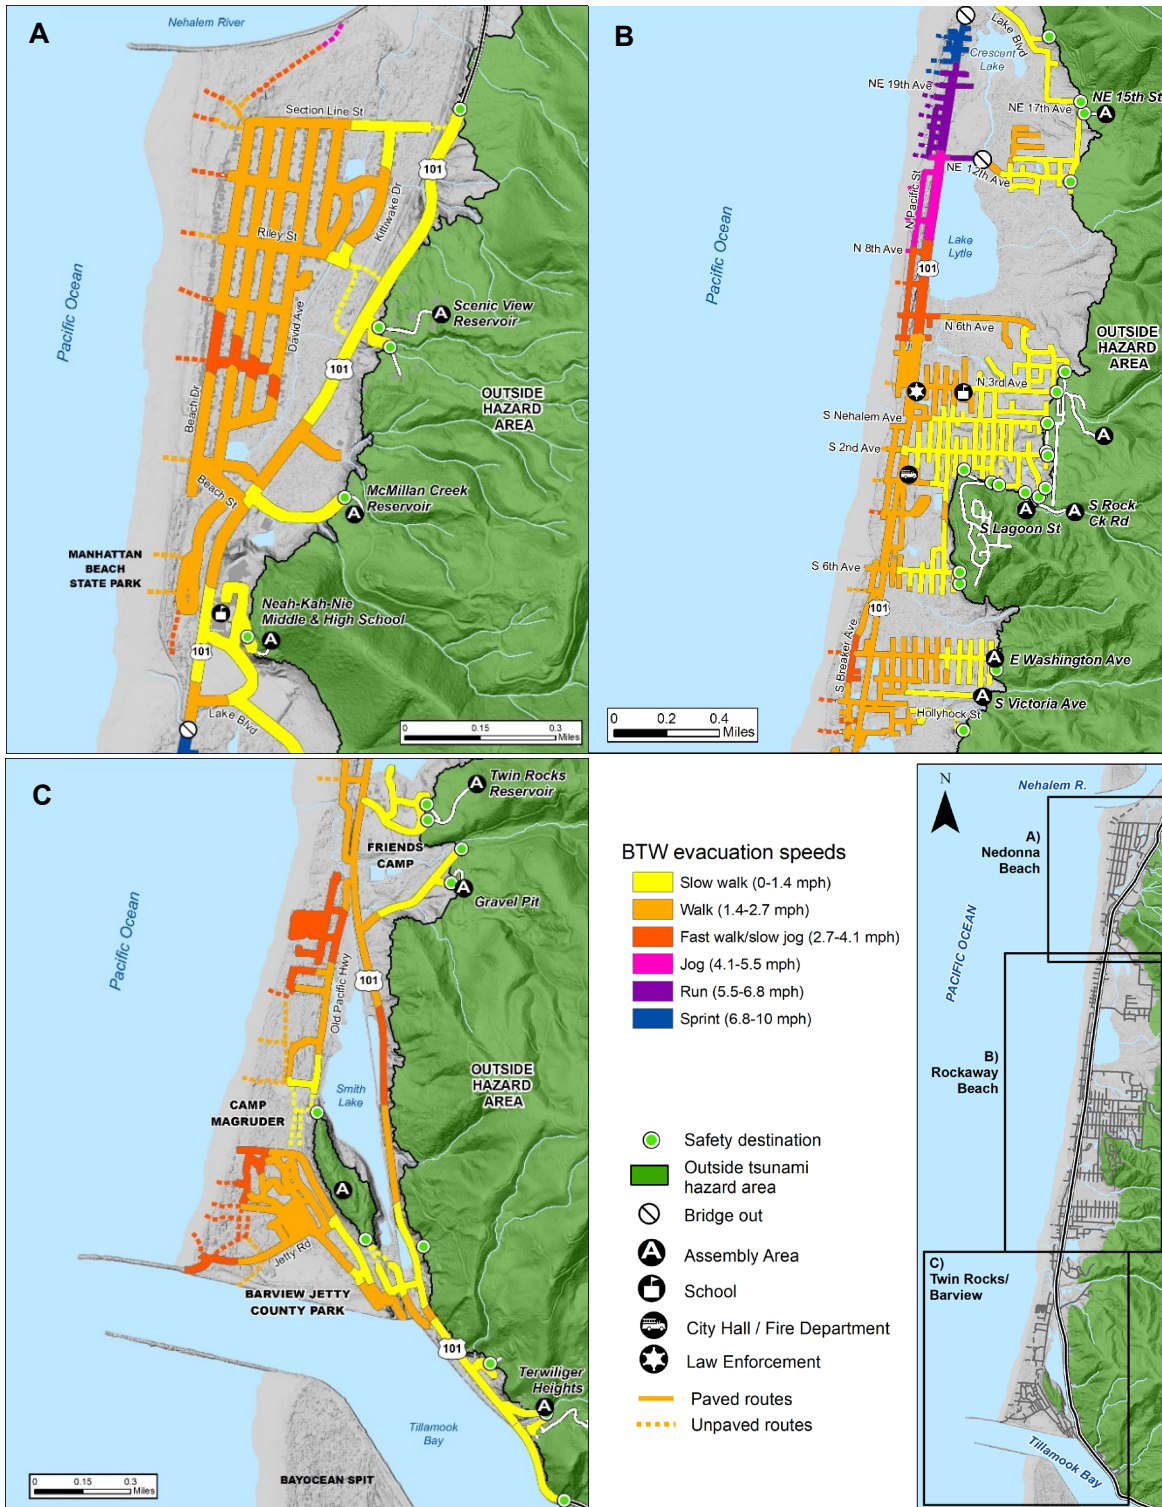 A
Nehalem River
Section Line St
101
Kittiwake Dr
Riley St
David Ave
Pacific Ocean
Scenic View
Reservoir
101
OUTSIDE
HAZARD
AREA
Beach Dr
Beach St
McMillan Creek
Reservoir
A
A
MANHATTAN
BEACH
STATE PARK
Neah-Kah-Nie
Middle & High School
A
101
Lake Blvd
0 0.15 0.3
Miles
B
Lake Blvd
Crescent
Lake
NE 19th Ave
NE 15th St
NE 17th Ave
A
NE 12th Ave
N Pacific St
Pacific Ocean
N 8th Ave
Lake
Lytle
101
N 6th Ave
OUTSIDE
HAZARD
AREA
N 3rd Ave
S Nehalem Ave
A
S 2nd Ave
S Rock
Ck Rd
A
A
S Lagoon St
S 6th Ave
101
S Breaker Ave
A
E Washington Ave
A
S Victoria Ave
Hollyhock St
0 0.2 0.4
Miles
C
Twin Rocks
Reservoir
A
FRIENDS
CAMP
A
Gravel Pit
Pacific Ocean
Old Pacific Hwy
101
OUTSIDE
HAZARD
AREA
Smith
Lake
CAMP
MAGRUDER
A
Jetty Rd
BARVIEW JETTY
COUNTY PARK
101
Terwiliger
Heights
A
Tillamook
Bay
BAYOCEAN SPIT
0 0.15 0.3
Miles
BTW evacuation speeds
Slow walk (0-1.4 mph)
Walk (1.4-2.7 mph)
Fast walk/slow jog (2.7-4.1 mph)
Jog (4.1-5.5 mph)
Run (5.5-6.8 mph)
Sprint (6.8-10 mph)
Safety destination
Outside tsunami
hazard area
Bridge out
A Assembly Area
School
City Hall / Fire Department
Law Enforcement
Paved routes
Unpaved routes
N
Nehalem R.
A)
Nedonna
Beach
PACIFIC OCEAN
B)
Rockaway
Beach
C)
Twin Rocks/
Barview
Tillamook Bay